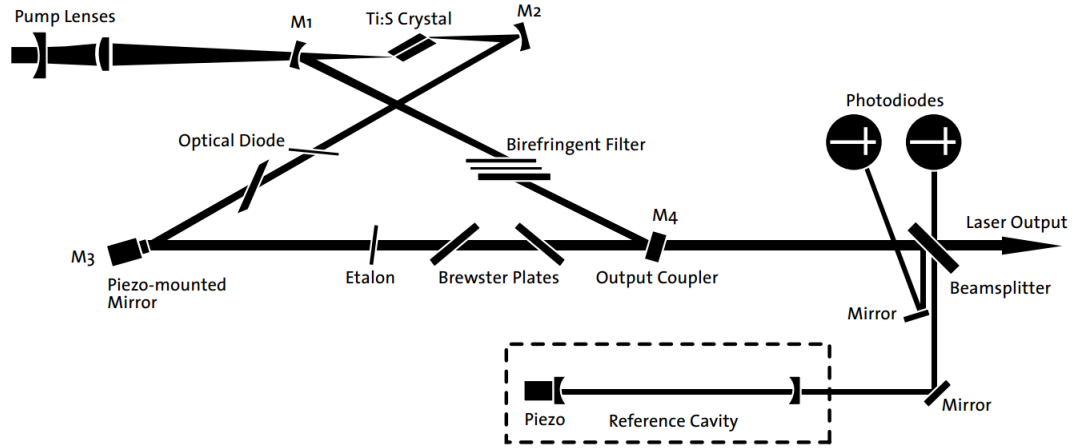 Pump Lenses
M1
Ti:S Crystal
M2
Photodiodes
Optical Diode
Birefringent Filter
M4
Laser Output
M3
Piezo-mounted
Mirror
Etalon
Brewster Plates
Output Coupler
Beamsplitter
Mirror
Piezo
Reference Cavity
Mirror